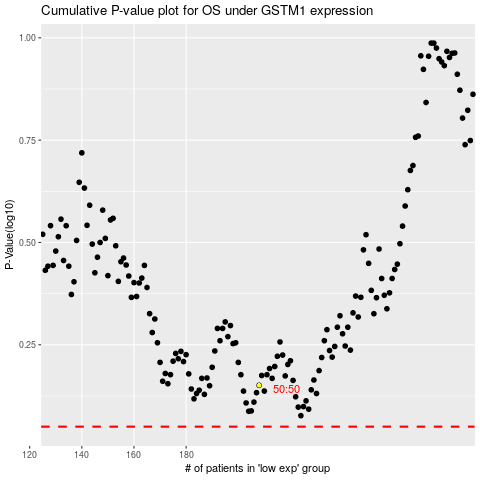 Cumulative P-value plot for OS under GSTM1 expression
1.00
0.75
0.50
0.25
P-Value(log10)
50:50
120 140 160 180
# of patients in 'low exp' group